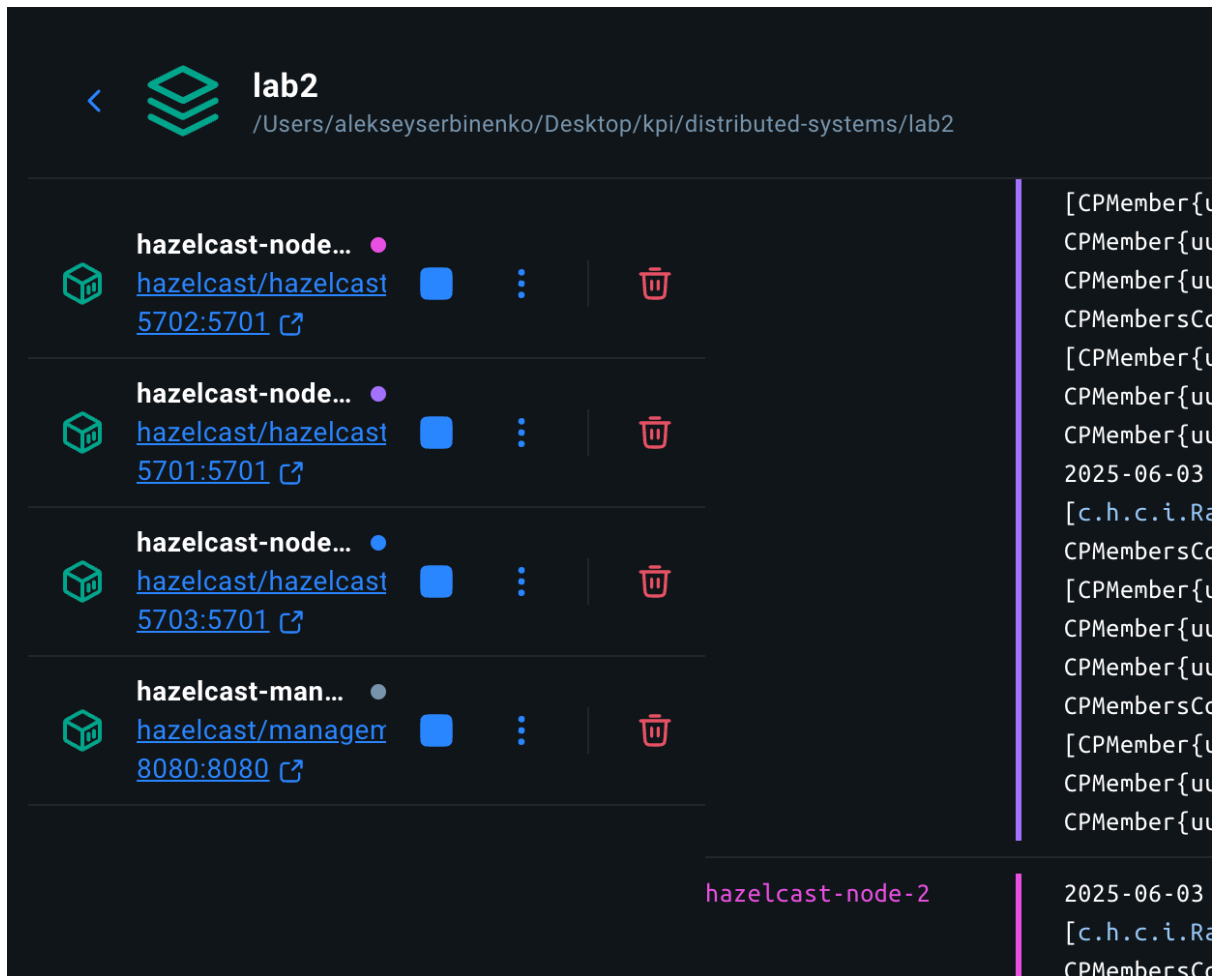 lab2
/Users/alekseyserbinenko/Desktop/kpi/distributed-systems/lab2
hazelcast-node...
hazelcast/hazelcast
5702:5701
hazelcast-node...
hazelcast/hazelcast
5701:5701
hazelcast-node...
hazelcast/hazelcast
5703:5701
hazelcast-man...
hazelcast/managem
8080:8080
[CPMember{u
CPMember{uu
CPMember{uu
CPMembersCo
[CPMember{u
CPMember{uu
CPMember{uu
2025-06-03
[c.h.c.i.Ra
CPMembersCo
[CPMember{u
CPMember{uu
CPMember{uu
CPMembersCo
[CPMember{u
CPMember{uu
CPMember{uu
hazelcast-node-2
2025-06-03
[c.h.c.i.Ra
CPMembersCo